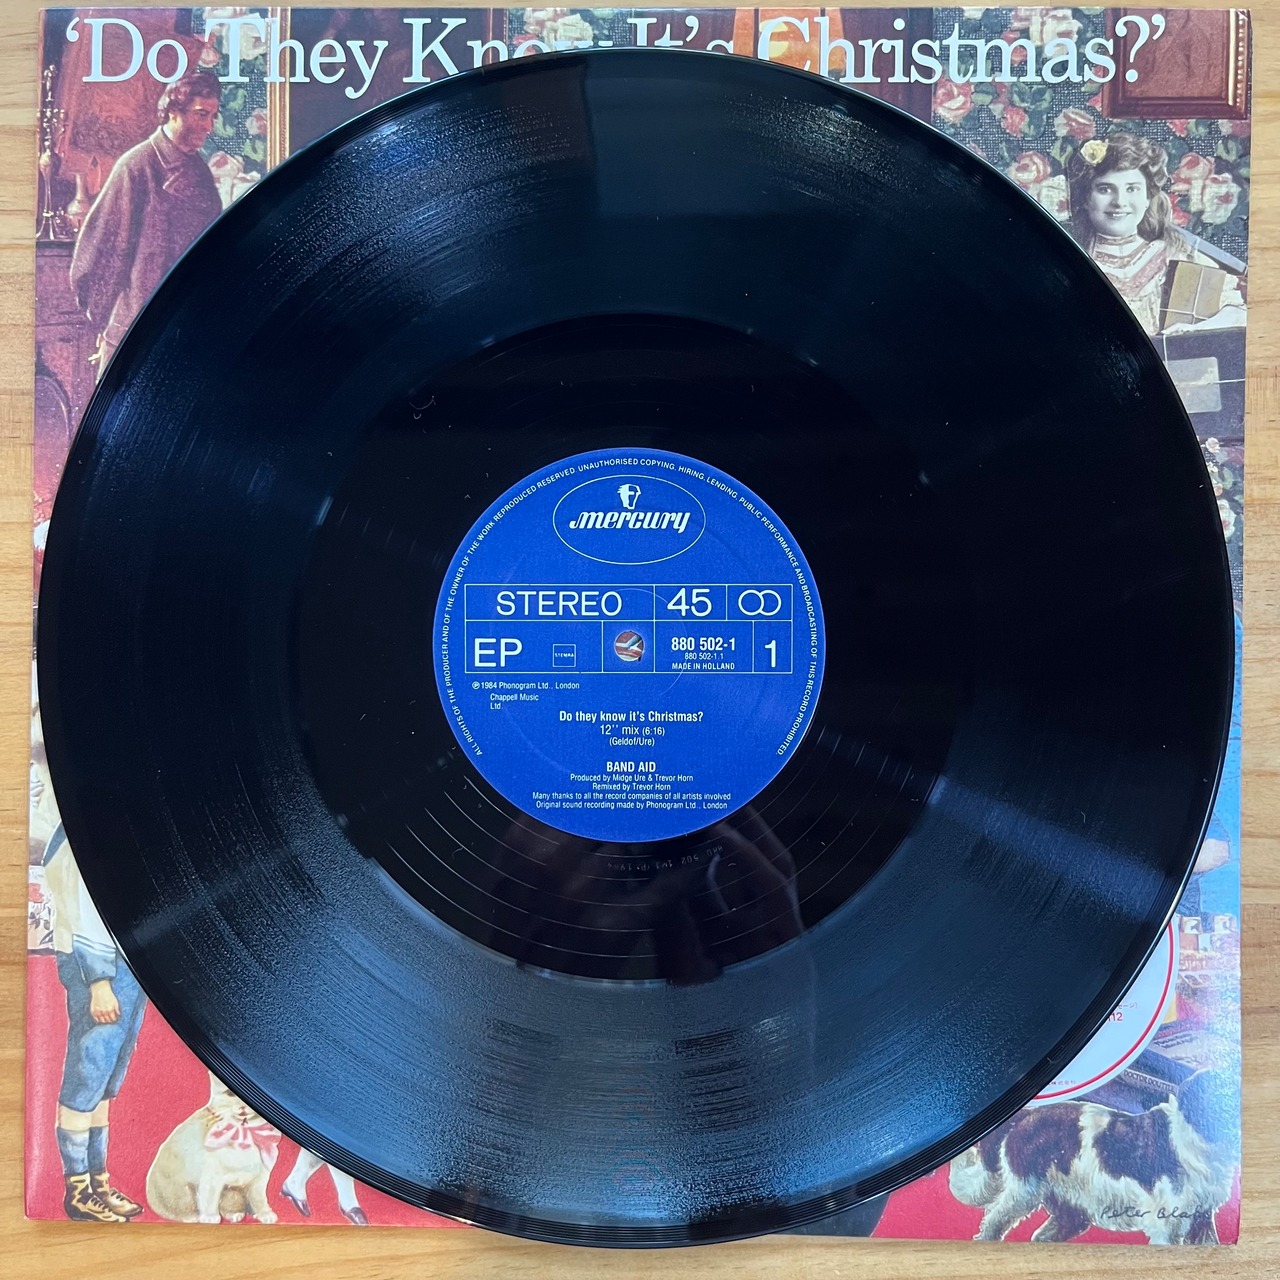 'Do They Know It's Christmas?'
ALL RIGHTS OF THE PRODUCER AND OF THE OWNER OF THE WORK REPRODUCED RESERVED. UNAUTHORISED COPYING, HIRING, LENDING, PUBLIC PERFORMANCE AND BROADCASTING OF THIS RECORD PROHIBITED.
mercury
STEREO 45
EP STEMRA 880 502-1 1
880 502-1.1
MADE IN HOLLAND
℗ 1984 Phonogram Ltd., London
Chappell Music
Ltd.
Do they know it's Christmas?
12'' mix (6:16)
(Geldof/Ure)
BAND AID
Produced by Midge Ure & Trevor Horn
Remixed by Trevor Horn
Many thanks to all the record companies of all artists involved
Original sound recording made by Phonogram Ltd., London
Peter Blake